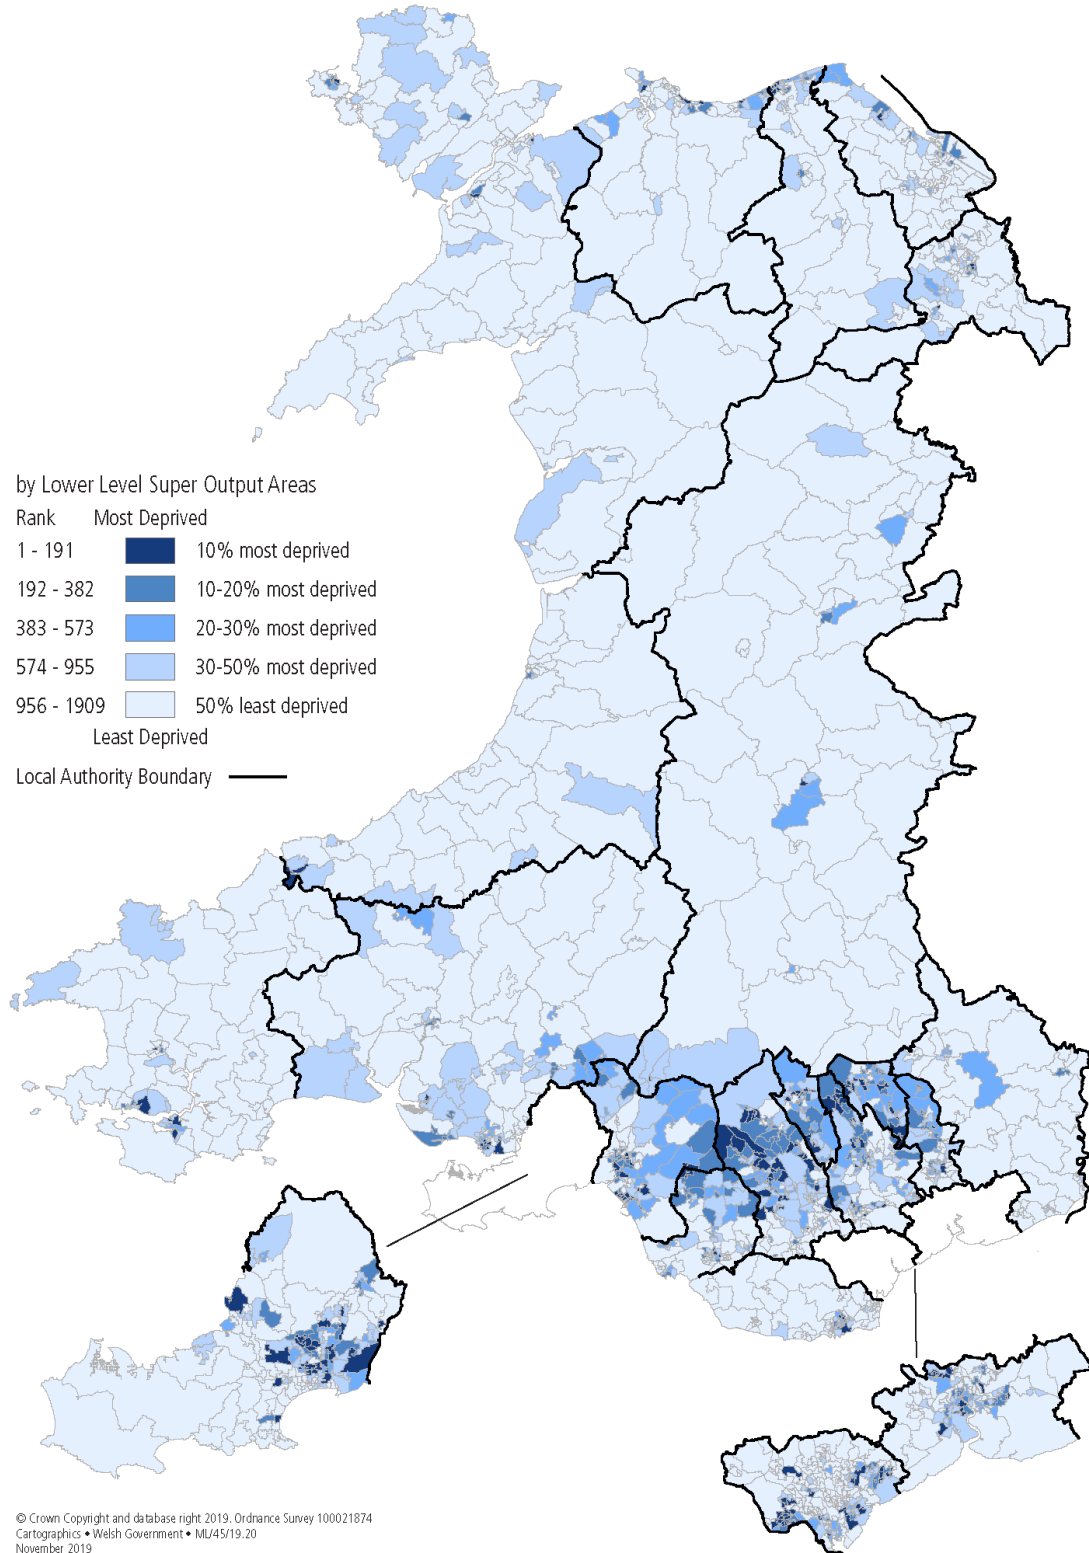 by Lower Level Super Output Areas
Rank Most Deprived
1 - 191 10% most deprived
192 - 382 10-20% most deprived
383 - 573 20-30% most deprived
574 - 955 30-50% most deprived
956 - 1909 50% least deprived
Least Deprived
Local Authority Boundary
© Crown Copyright and database right 2019. Ordnance Survey 100021874
Cartographics • Welsh Government • ML/45/19.20
November 2019